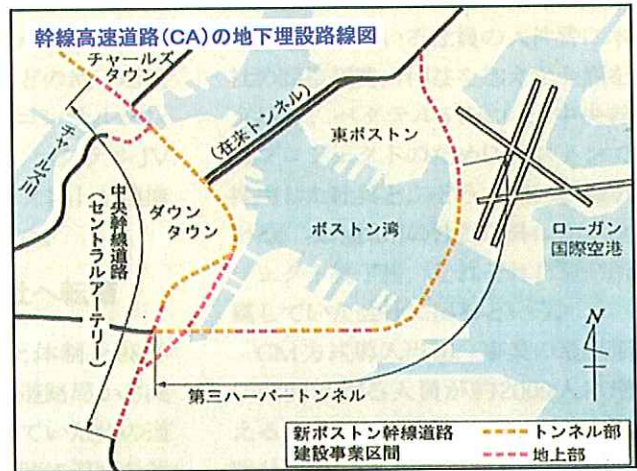 幹線高速道路(CA)の地下埋設路線図
チャールズ
タウン
(在来トンネル)
東ボストン
チャールズ川
中央幹線道路
(セントラルアーテリー)
ダウン
タウン
ボストン湾
ローガン
国際空港
N
第三ハーバートンネル
新ボストン幹線道路
建設事業区間
トンネル部
地上部